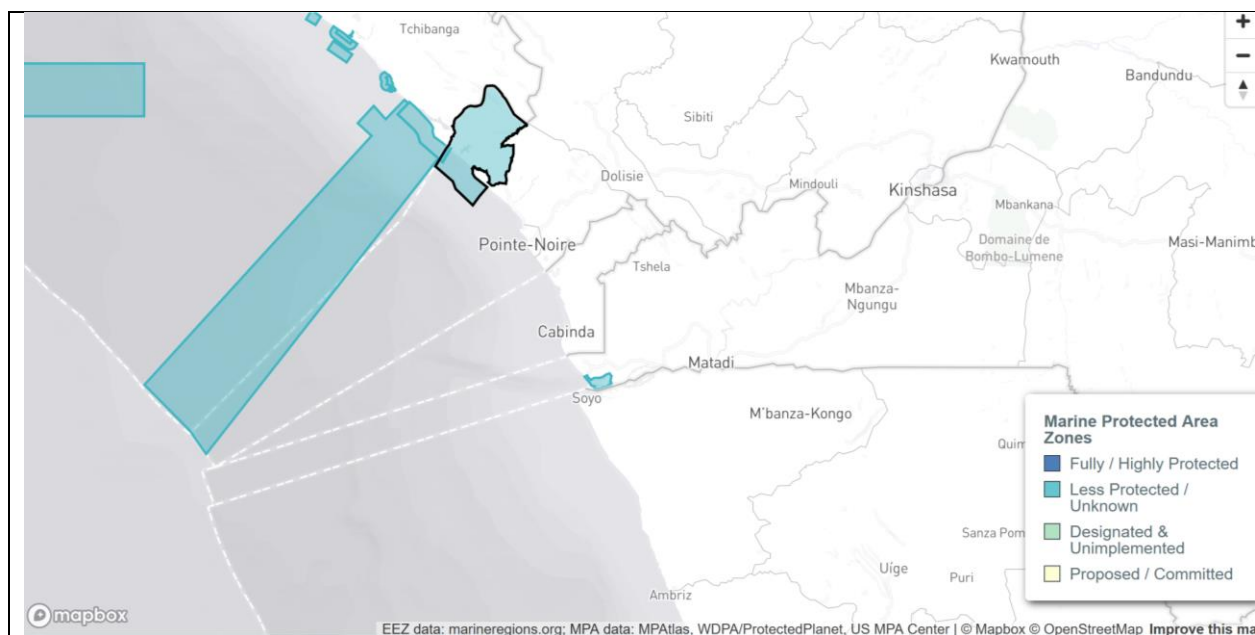 Tchibanga
Kwamouth
Bandundu
Sibiti
Dolisie
Mindouli
Kinshasa
Mbankana
Pointe-Noire
Domaine de
Bombo-Lumene
Masi-Manimb
Tshela
Mbanza-
Ngungu
Cabinda
Matadi
Soyo
M'banza-Kongo
Quim
Sanza Pom
Uíge
Puri
Ambriz
Marine Protected Area
Zones
Fully / Highly Protected
Less Protected /
Unknown
Designated &
Unimplemented
Proposed / Committed
mapbox
EEZ data: marineregions.org; MPA data: MPAtlas, WDPA/ProtectedPlanet, US MPA Center | © Mapbox © OpenStreetMap Improve this m